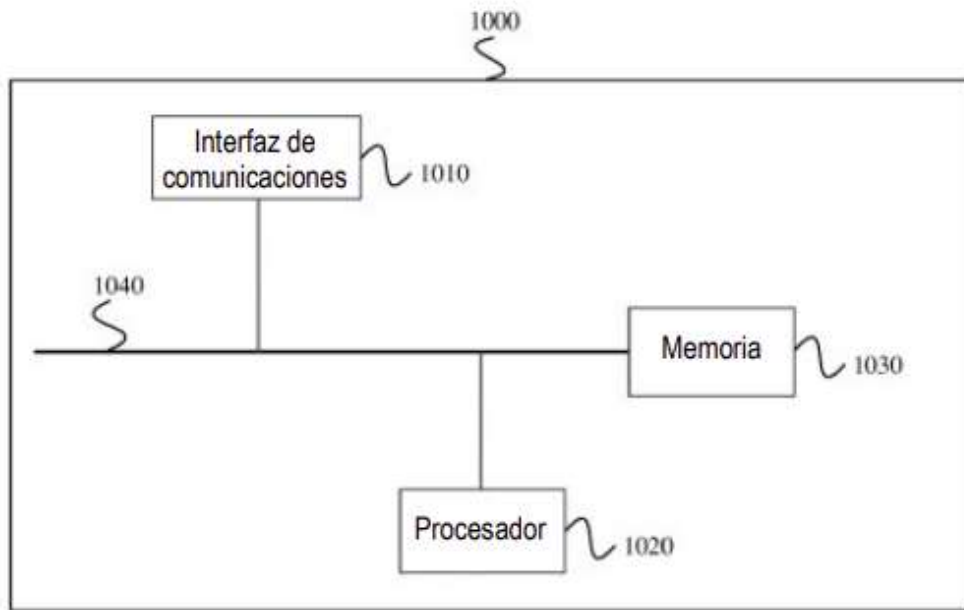 1000
Interfaz de
comunicaciones
1010
1040
Memoria
1030
Procesador
1020